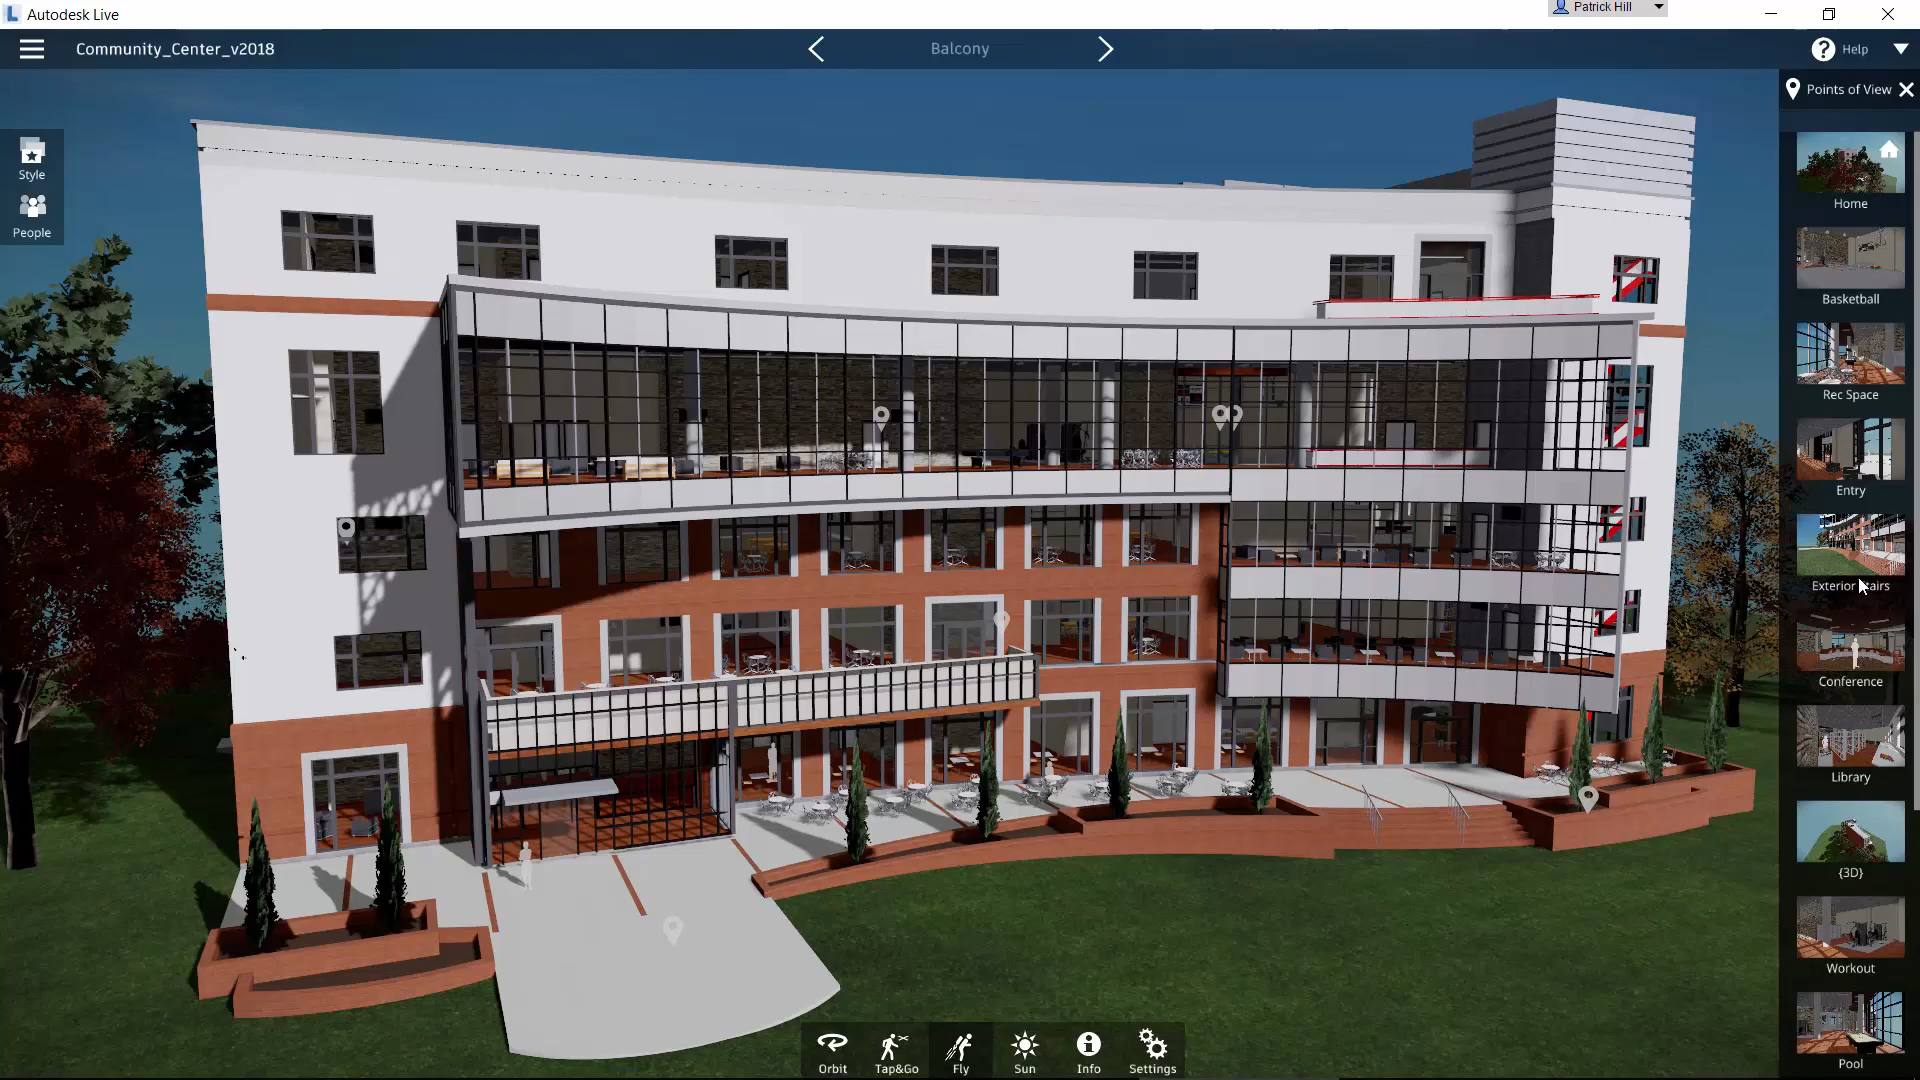 Autodesk Live
Patrick Hill
Community_Center_v2018
Balcony
Help
Points of View
Style
People
Home
Basketball
Rec Space
Entry
Exterior
Conference
Library
{3D}
Workout
Pool
Orbit
Tap&Go
Fly
Sun
Info
Settings